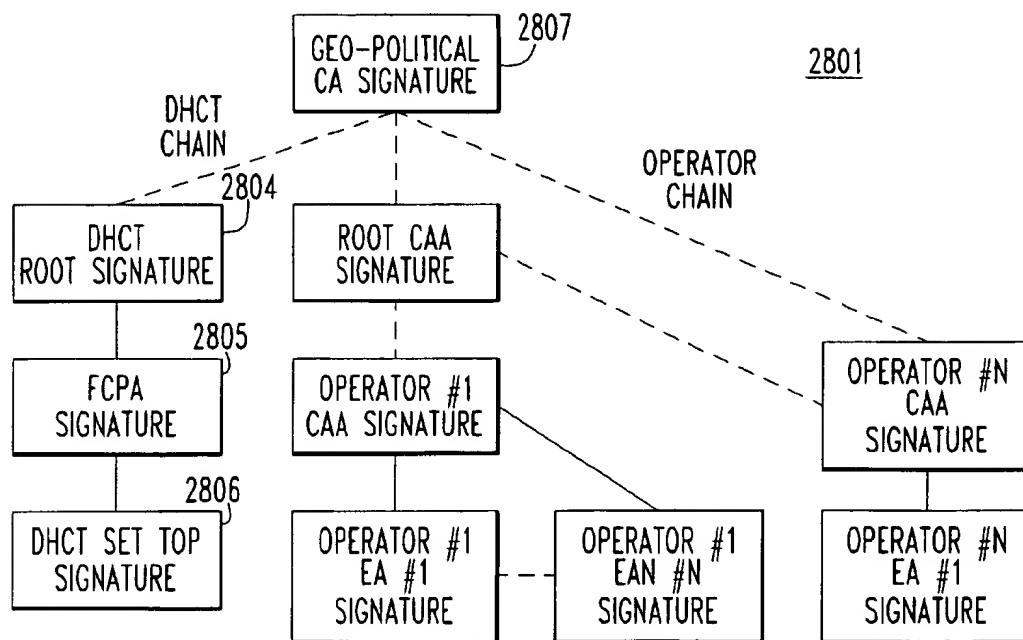 GEO-POLITICAL
CA SIGNATURE
2807
2801
DHCT
CHAIN
OPERATOR
CHAIN
2804
DHCT
ROOT SIGNATURE
ROOT CAA
SIGNATURE
2805
FCPA
SIGNATURE
OPERATOR #1
CAA SIGNATURE
OPERATOR #N
CAA
SIGNATURE
2806
DHCT SET TOP
SIGNATURE
OPERATOR #1
EA #1
SIGNATURE
OPERATOR #1
EAN #N
SIGNATURE
OPERATOR #N
EA #1
SIGNATURE